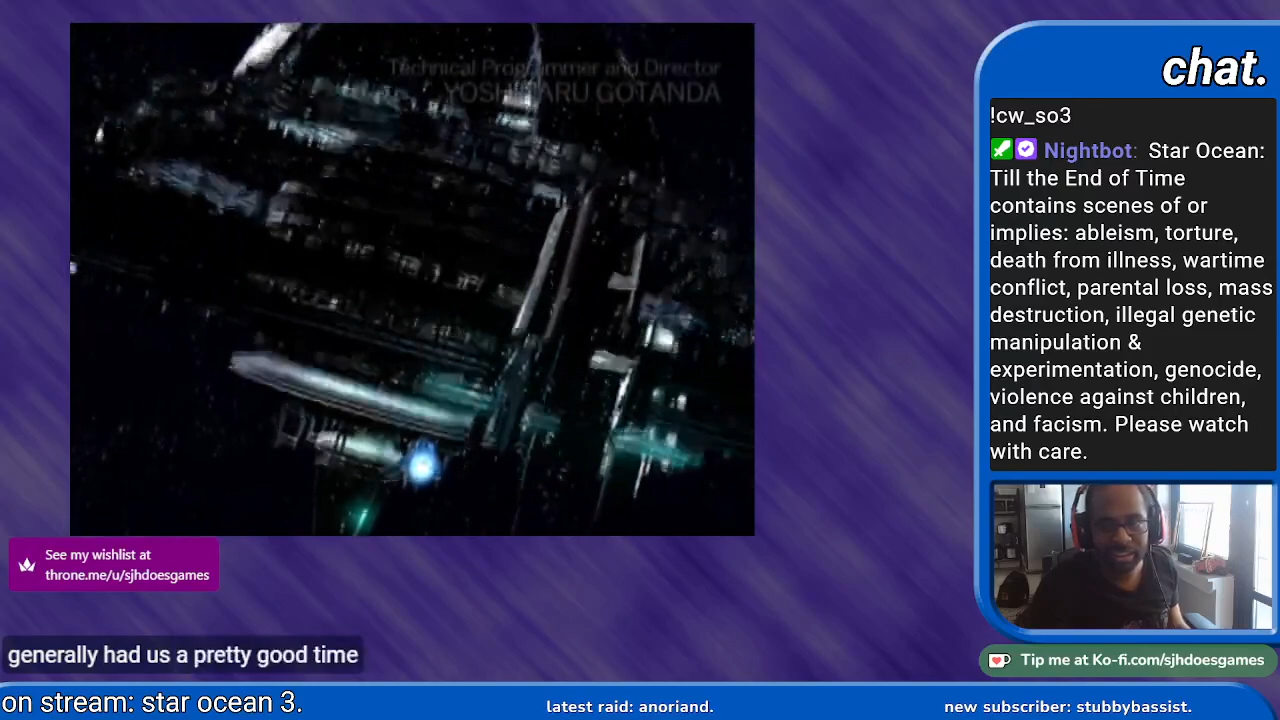 Technical Programmer and Director
YOSHIHARU GOTANDA
chat.
!cw_so3
Nightbot: Star Ocean:
Till the End of Time
contains scenes of or
implies: ableism, torture,
death from illness, wartime
conflict, parental loss, mass
destruction, illegal genetic
manipulation &
experimentation, genocide,
violence against children,
and facism. Please watch
with care.
See my wishlist at
throne.me/u/sjhdoesgames
generally had us a pretty good time
Tip me at Ko-fi.com/sjhdoesgames
on stream: star ocean 3.
latest raid: anoriand.
new subscriber: stubbybassist.